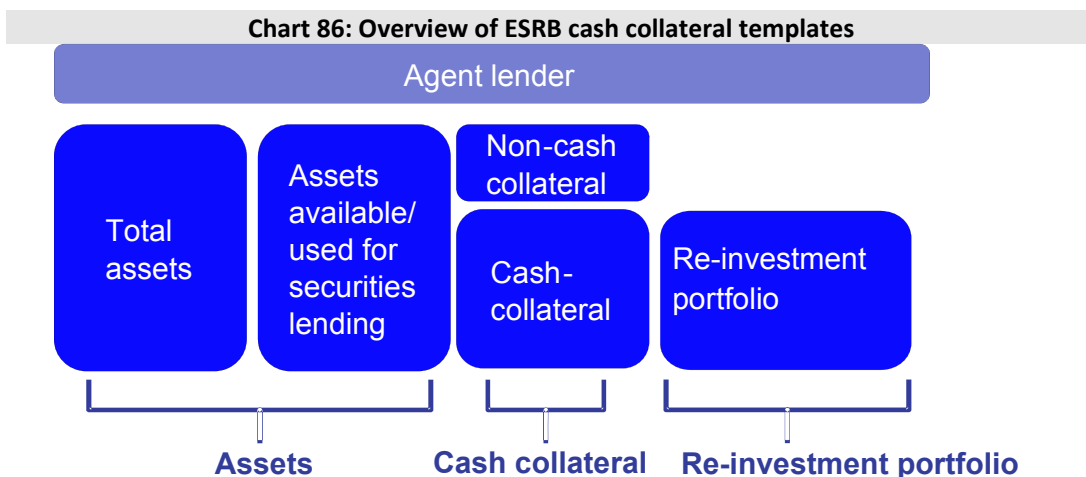 Chart 86: Overview of ESRB cash collateral templates
Agent lender
Total
assets
Assets
available/
used for
securities
lending
Non-cash
collateral
Cash-
collateral
Re-investment
portfolio
Assets
Cash collateral
Re-investment portfolio